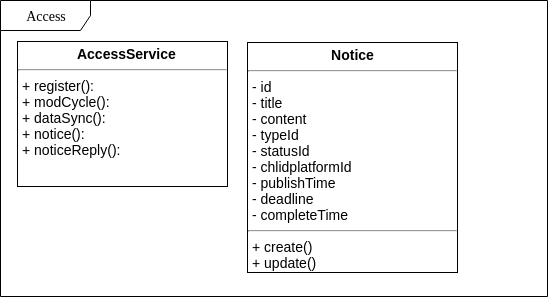 Access
AccessService
+ register():
+ modCycle():
+ dataSync():
+ notice():
+ noticeReply():
Notice
- id
- title
- content
- typeId
- statusId
- chlidplatformId
- publishTime
- deadline
- completeTime
+ create()
+ update()